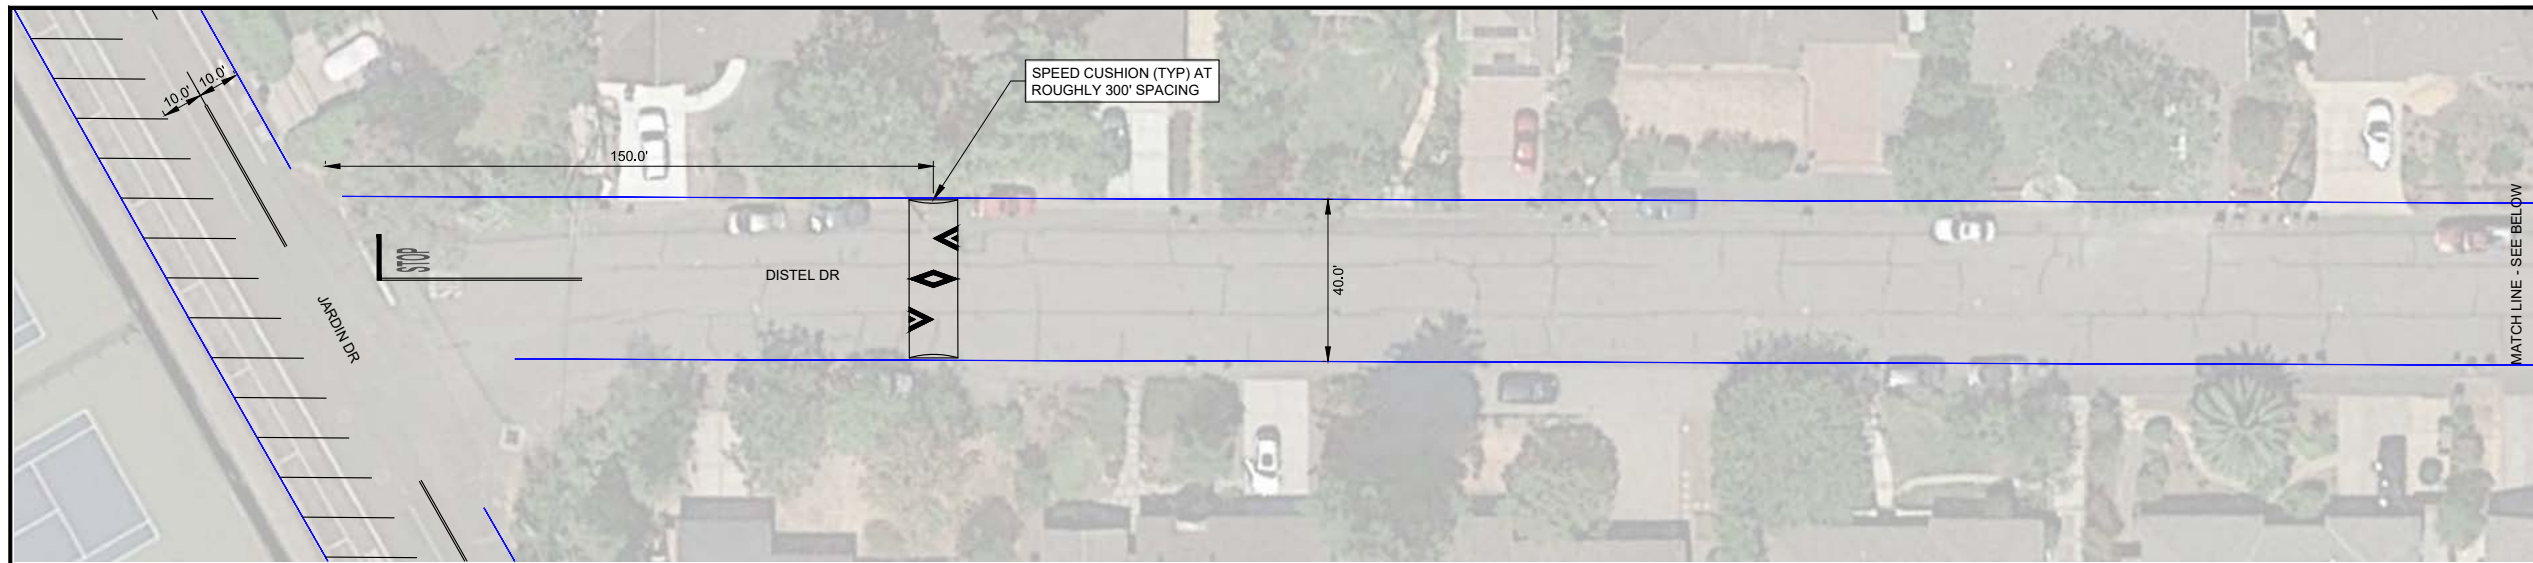 10.0'
10.0'
SPEED CUSHION (TYP) AT
ROUGHLY 300' SPACING
150.0'
STOP
DISTEL DR
JARDIN DR
40.0'
MATCH LINE - SEE BELOW